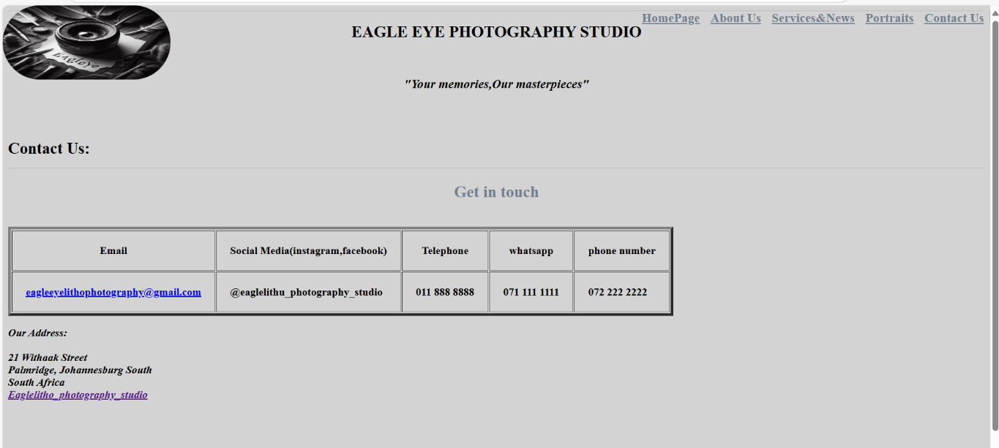 Eagleye
HomePage About Us Services&News Portraits Contact Us
EAGLE EYE PHOTOGRAPHY STUDIO
"Your memories,Our masterpieces"
Contact Us:
Get in touch
Email Social Media(instagram,facebook) Telephone whatsapp phone number
eagleeyelithophotography@gmail.com @eaglelithu_photography_studio 011 888 8888 071 111 1111 072 222 2222
Our Address:
21 Withaak Street
Palmridge, Johannesburg South
South Africa
Eaglelitho_photography_studio